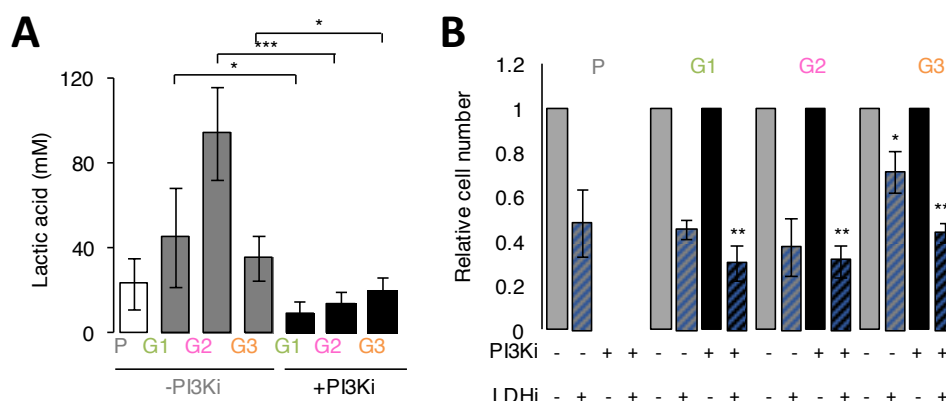 A
*
***
*
Lactic acid (mM)
120
80
40
0
P G1 G2 G3 G1 G2 G3
-PI3Ki +PI3Ki
B
Relative cell number
1.2
1
0.8
0.6
0.4
0.2
0
P G1 G2 G3
** ** * **
PI3Ki - - + + - - + + - - + + - - + +
LDHi - + - + - + - + - + - + - + - +